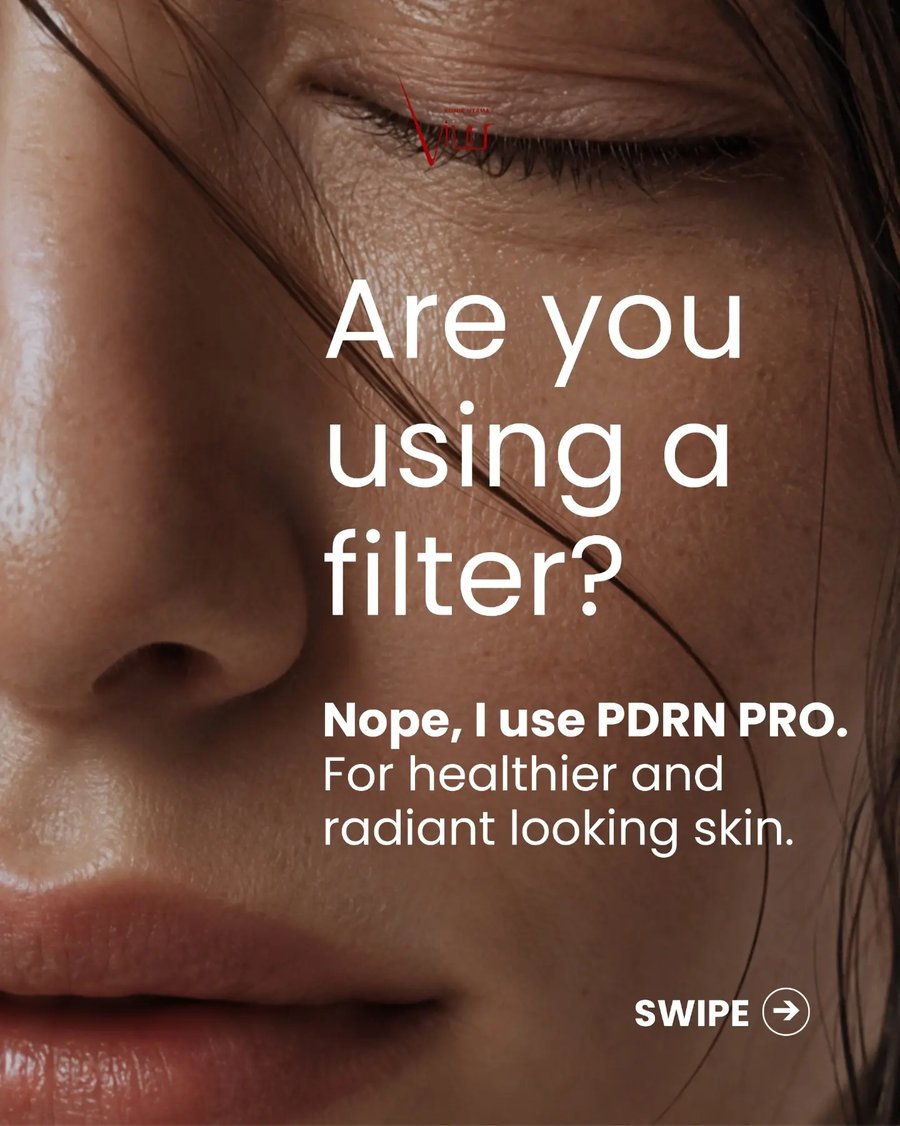 Are you
using a
filter?
Nope, I use PDRN PRO.
For healthier and
radiant looking skin.
SWIPE